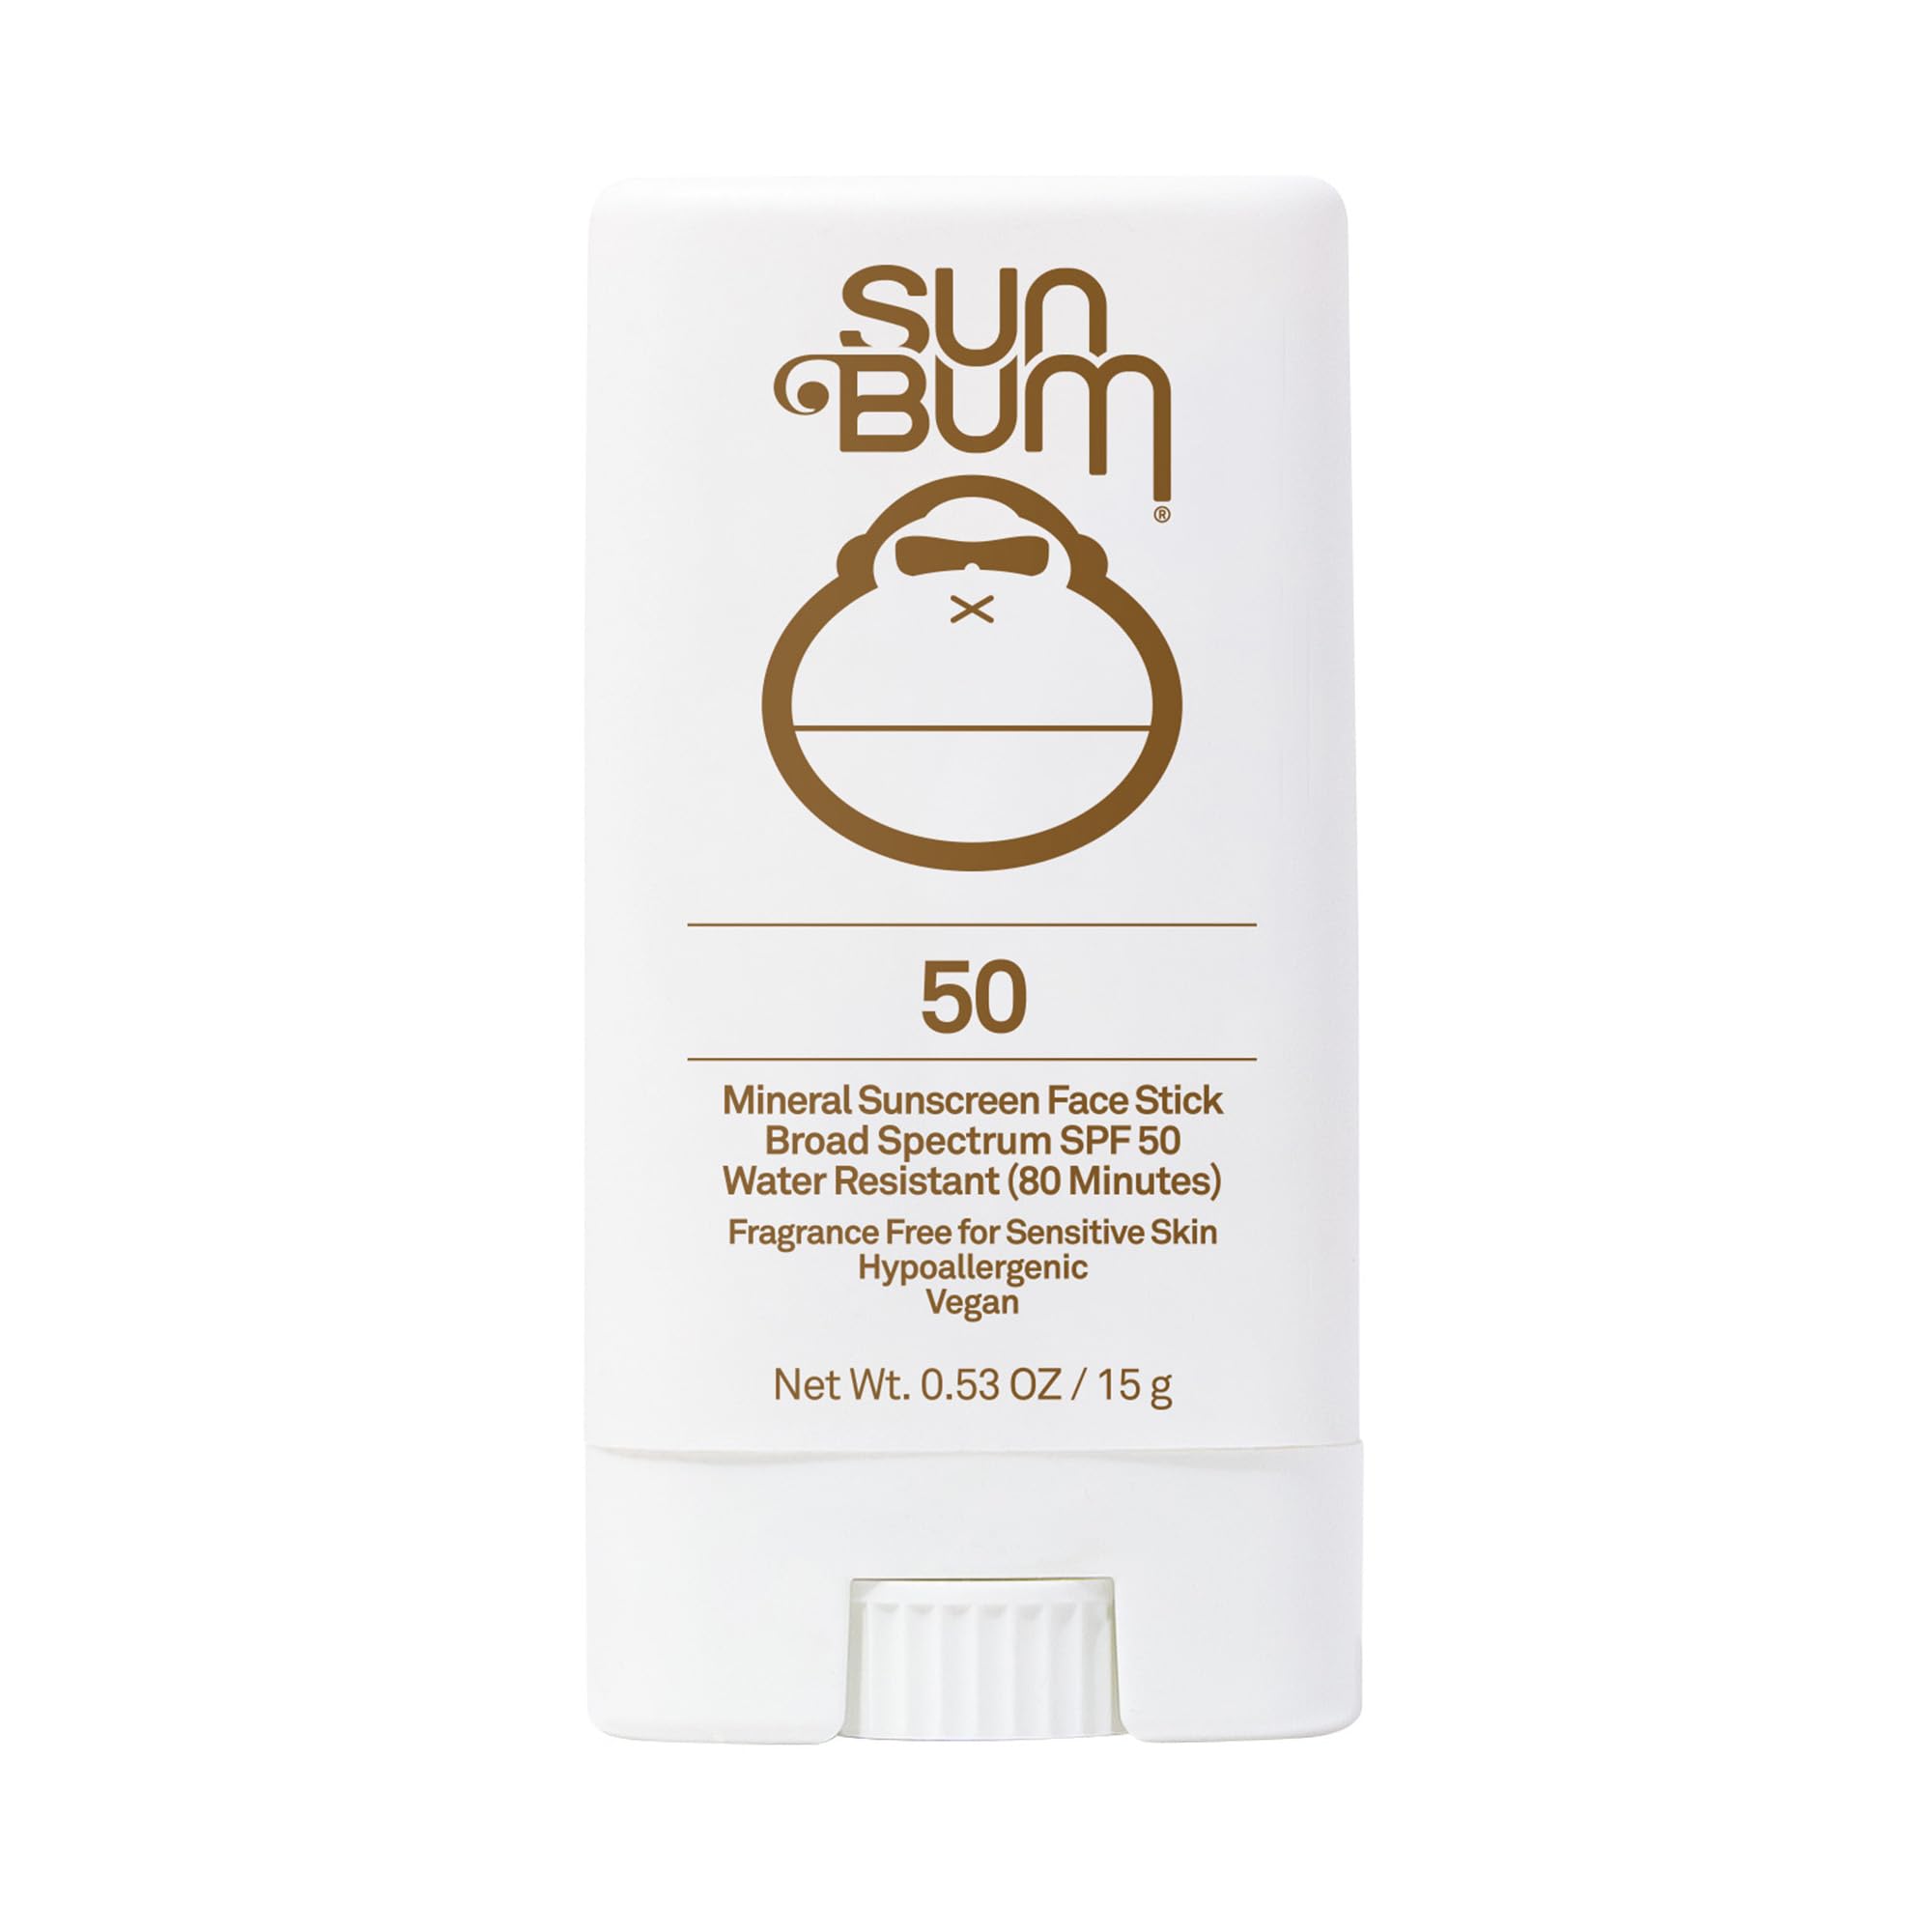 sun
Bum
®
50
Mineral Sunscreen Face Stick
Broad Spectrum SPF 50
Water Resistant (80 Minutes)
Fragrance Free for Sensitive Skin
Hypoallergenic
Vegan
Net Wt. 0.53 OZ / 15 g